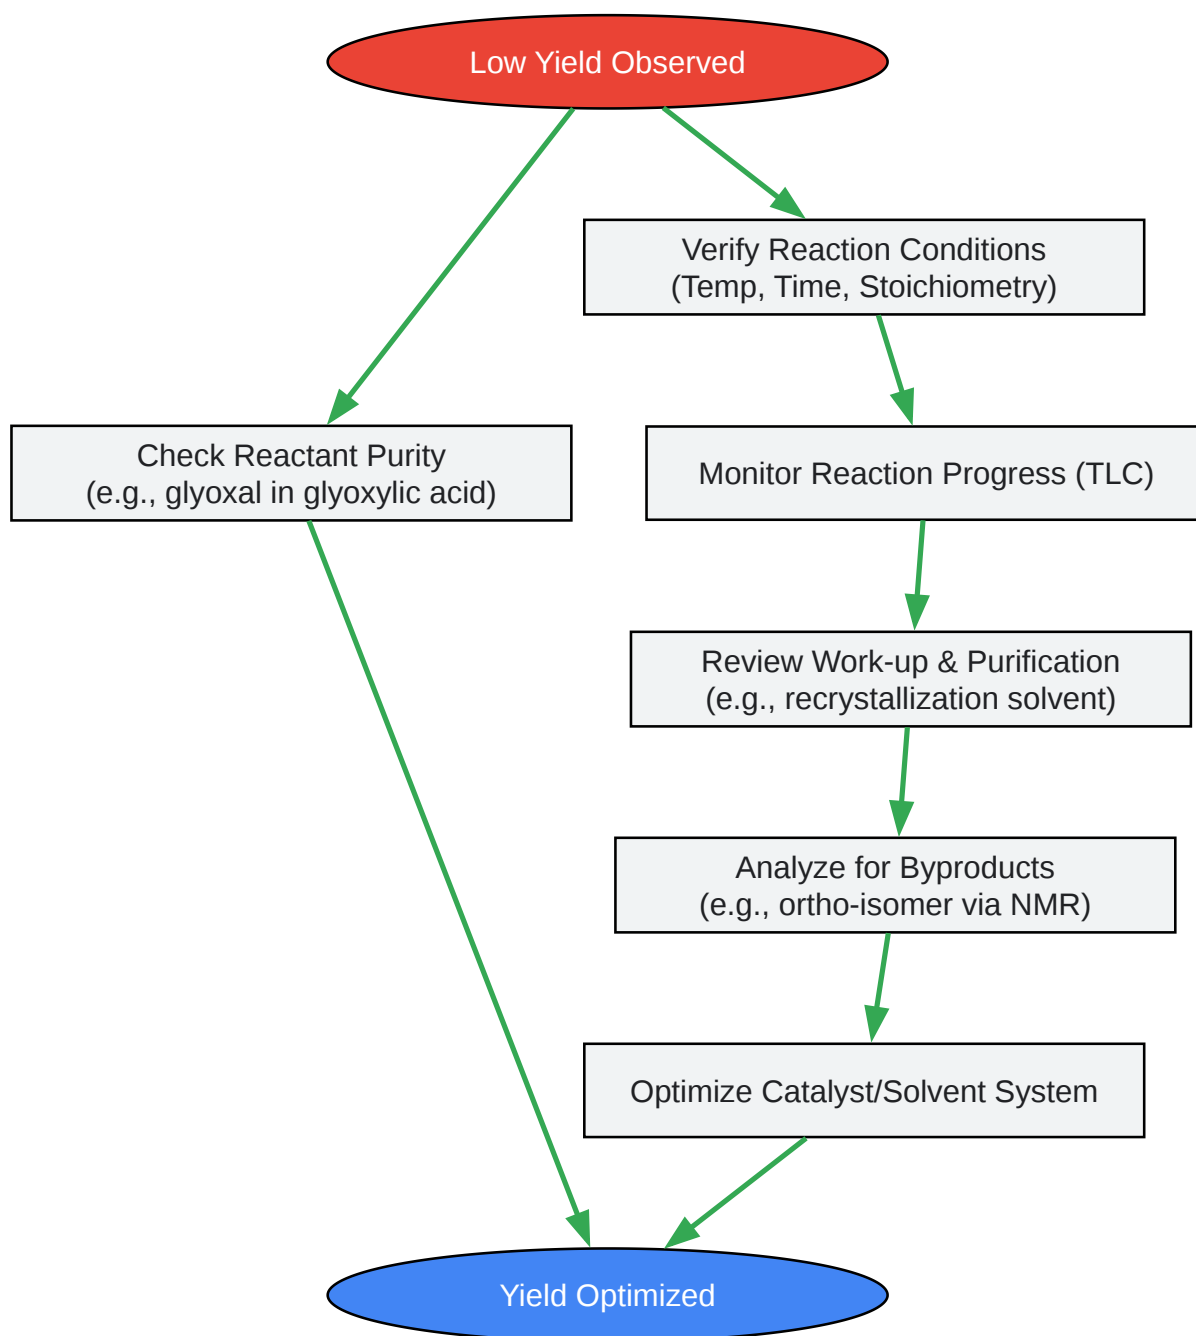 Low Yield Observed
Verify Reaction Conditions
(Temp, Time, Stoichiometry)
Check Reactant Purity
(e.g., glyoxal in glyoxylic acid)
Monitor Reaction Progress (TLC)
Review Work-up & Purification
(e.g., recrystallization solvent)
Analyze for Byproducts
(e.g., ortho-isomer via NMR)
Optimize Catalyst/Solvent System
Yield Optimized